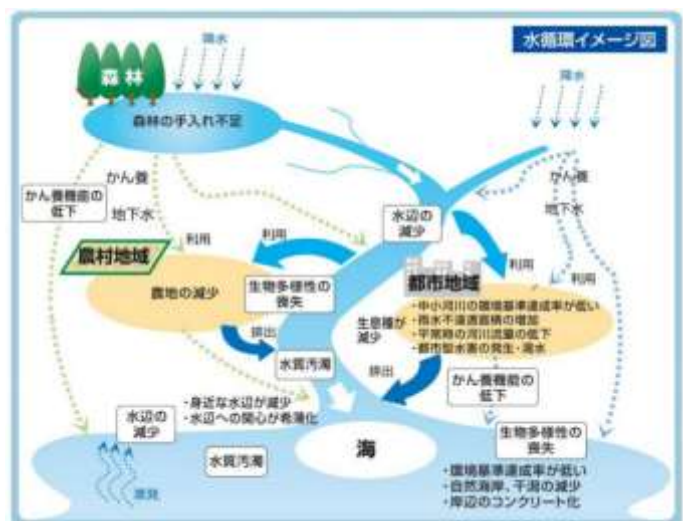 水循環イメージ図
降水
森林
森林の手入れ不足
降水
かん養機能の
低下
かん養
地下水
利用
農村地域
農地の減少
利用
生物多様性の
喪失
排出
水質汚濁
水辺の
減少
かん養
地下水
利用
利用
都市地域
・中小河川の環境基準達成率が低い
・雨水不浸透面積の増加
・平常時の河川流量の低下
・都市型水害の発生・渇水
生息種が
減少
排出
かん養機能の
低下
・身近な水辺が減少
・水辺への関心が希薄化
水辺の
減少
水質汚濁
海
生物多様性の
喪失
・環境基準達成率が低い
・自然海岸、干潟の減少
・岸辺のコンクリート化